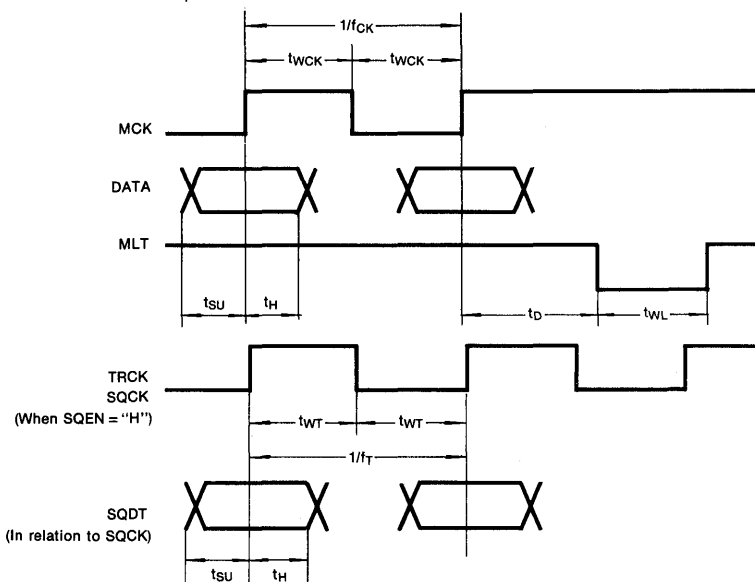 1/fCK
tWCK tWCK
MCK
DATA
MLT
tSU tH
tD tWL
TRCK
SQCK
(When SQEN = "H")
tWT tWT
1/fT
SQDT
(In relation to SQCK)
tSU tH